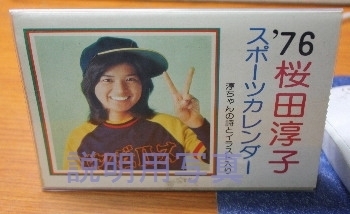 '76
桜田淳子
スポーツカレンダー
淳ちゃんの詩とイラスト入り
説明用写真